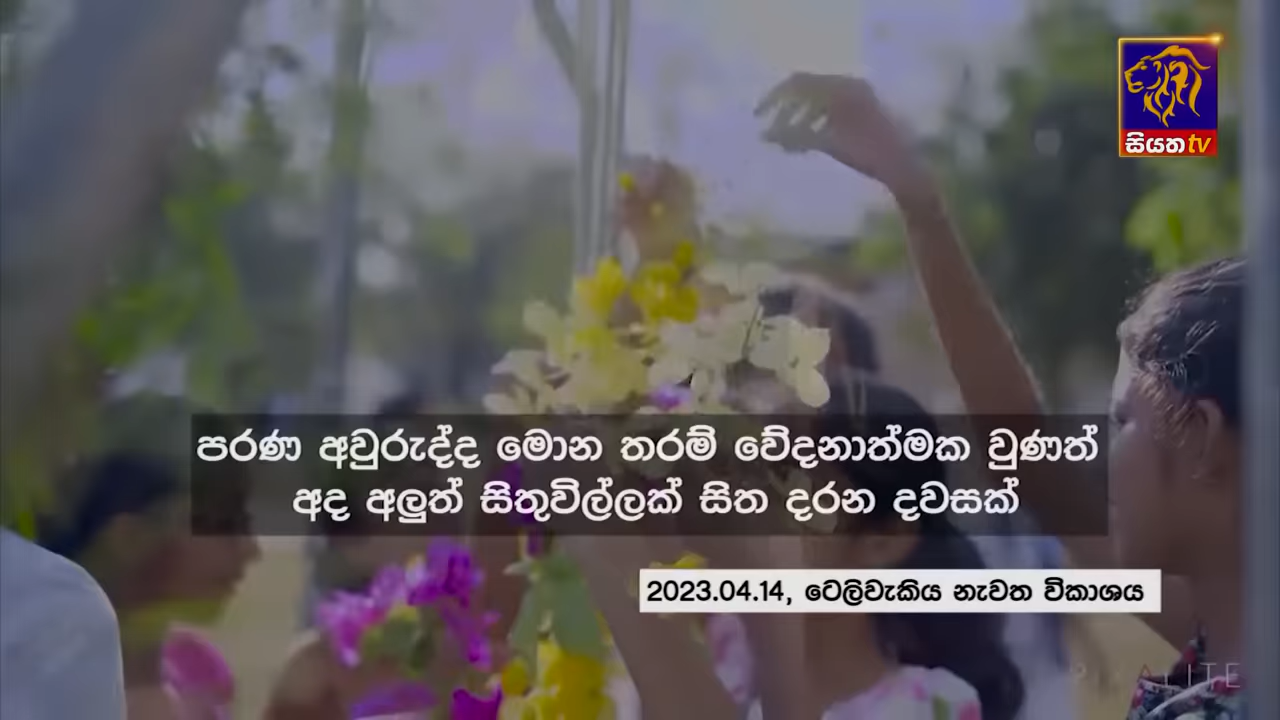 සියත tv
පරණ අවුරුද්ද මොන තරම් වේදනාත්මක වුණත්
අද අලුත් සිතුවිල්ලක් සිත දරන දවසක්
2023.04.14, ටෙලිවැකිය නැවත විකාශය